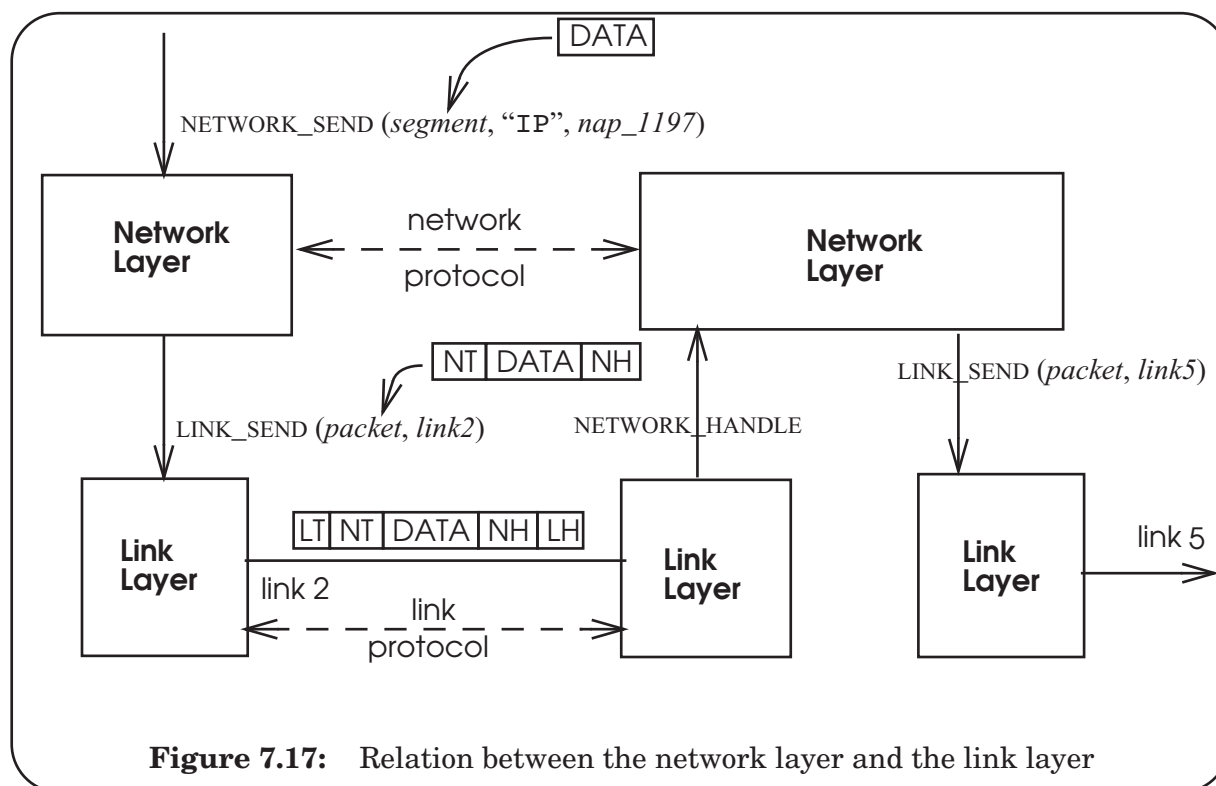 DATA
NETWORK_SEND (segment, “IP”, nap_1197)
Network
Layer
network
protocol
Network
Layer
NT DATA NH
LINK_SEND (packet, link2)
NETWORK_HANDLE
LINK_SEND (packet, link5)
LT NT DATA NH LH
Link
Layer
link 2
link
protocol
Link
Layer
Link
Layer
link 5
Figure 7.17: Relation between the network layer and the link layer